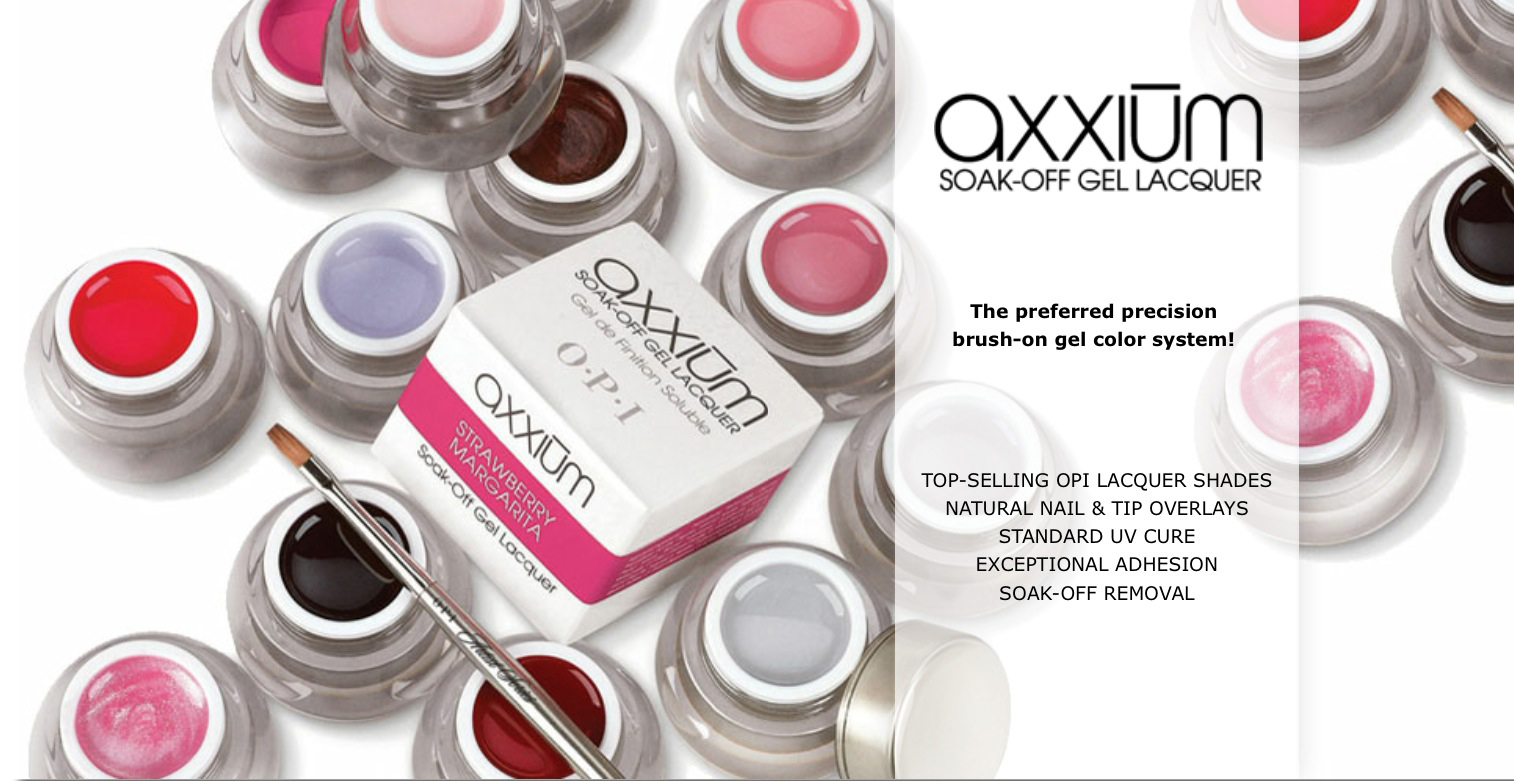 axxiūm
SOAK-OFF GEL LACQUER
Gel de Finition Soluble
O·P·I
axxiūm
STRAWBERRY
MARGARITA
Soak-Off Gel Lacquer
axxiūm
SOAK-OFF GEL LACQUER
The preferred precision
brush-on gel color system!
TOP-SELLING OPI LACQUER SHADES
NATURAL NAIL & TIP OVERLAYS
STANDARD UV CURE
EXCEPTIONAL ADHESION
SOAK-OFF REMOVAL